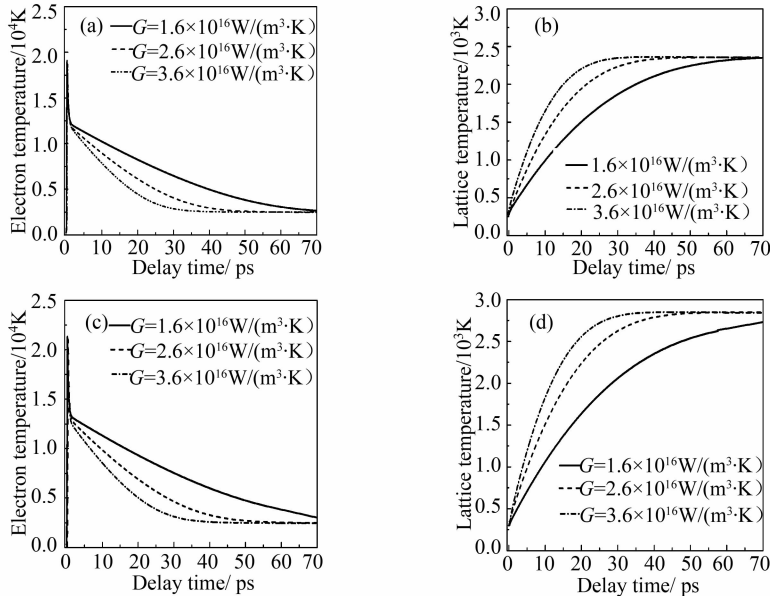 (a)
G=1.6×10¹⁶W/(m³·K)
G=2.6×10¹⁶W/(m³·K)
G=3.6×10¹⁶W/(m³·K)
Electron temperature/10⁴K
2.5
2.0
1.5
1.0
0.5
0.0
0 10 20 30 40 50 60 70
Delay time/ ps
(b)
1.6×10¹⁶W/(m³·K)
2.6×10¹⁶W/(m³·K)
3.6×10¹⁶W/(m³·K)
Lattice temperature/10³K
3.0
2.5
2.0
1.5
1.0
0.5
0.0
0 10 20 30 40 50 60 70
Delay time/ ps
(c)
G=1.6×10¹⁶W/(m³·K)
G=2.6×10¹⁶W/(m³·K)
G=3.6×10¹⁶W/(m³·K)
Electron temperature/10⁴K
2.5
2.0
1.5
1.0
0.5
0.0
0 10 20 30 40 50 60 70
Delay time/ ps
(d)
G=1.6×10¹⁶W/(m³·K)
G=2.6×10¹⁶W/(m³·K)
G=3.6×10¹⁶W/(m³·K)
Lattice temperature/10³K
3.0
2.5
2.0
1.5
1.0
0.5
0.0
0 10 20 30 40 50 60 70
Delay time/ ps